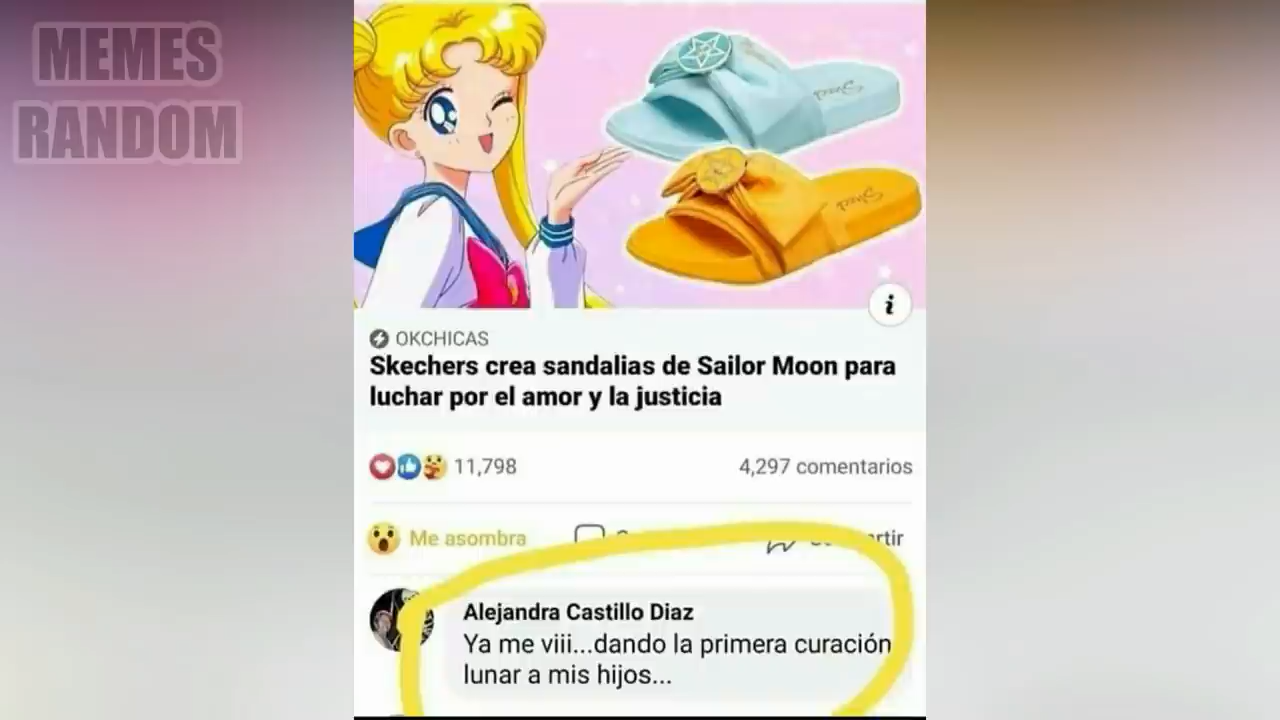 MEMES
RANDOM
OKCHICAS
Skechers crea sandalias de Sailor Moon para
luchar por el amor y la justicia
11,798
4,297 comentarios
Me asombra
Alejandra Castillo Diaz
Ya me viii...dando la primera curación
lunar a mis hijos...